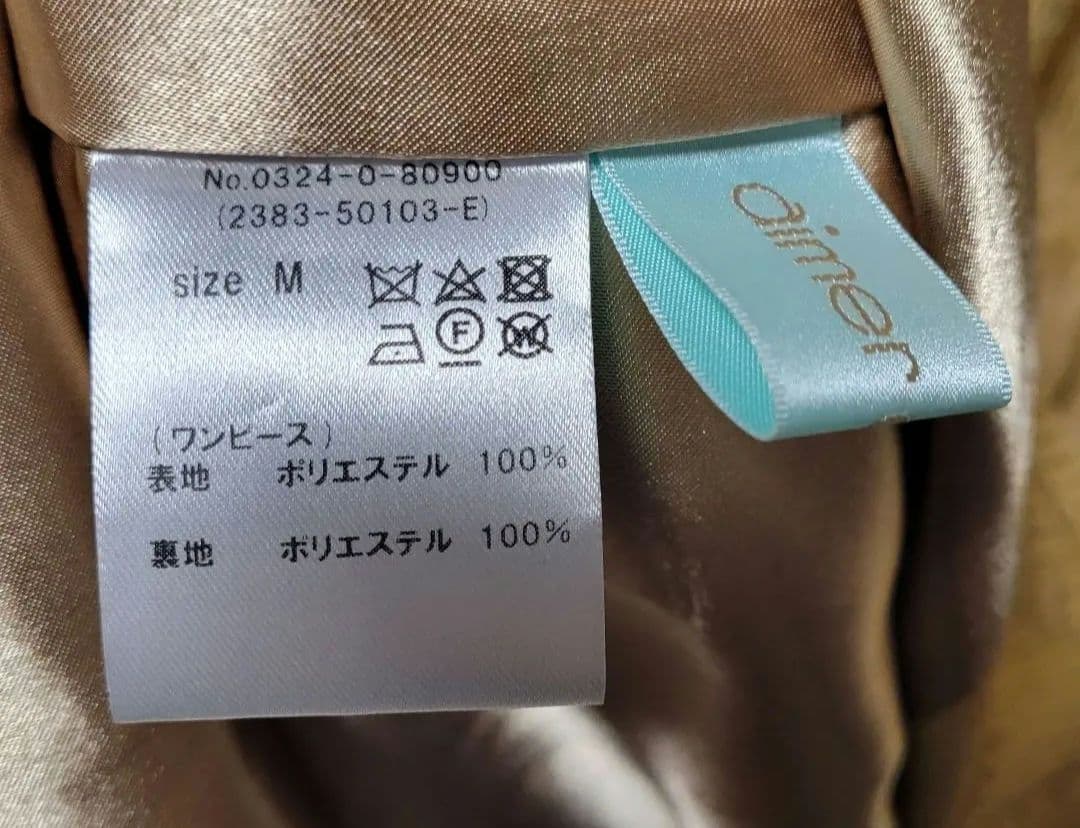 No.0324-0-80900
(2383-50103-E)
size M
F
W
(ワンピース)
表地 ポリエステル 100%
裏地 ポリエステル 100%
aimer